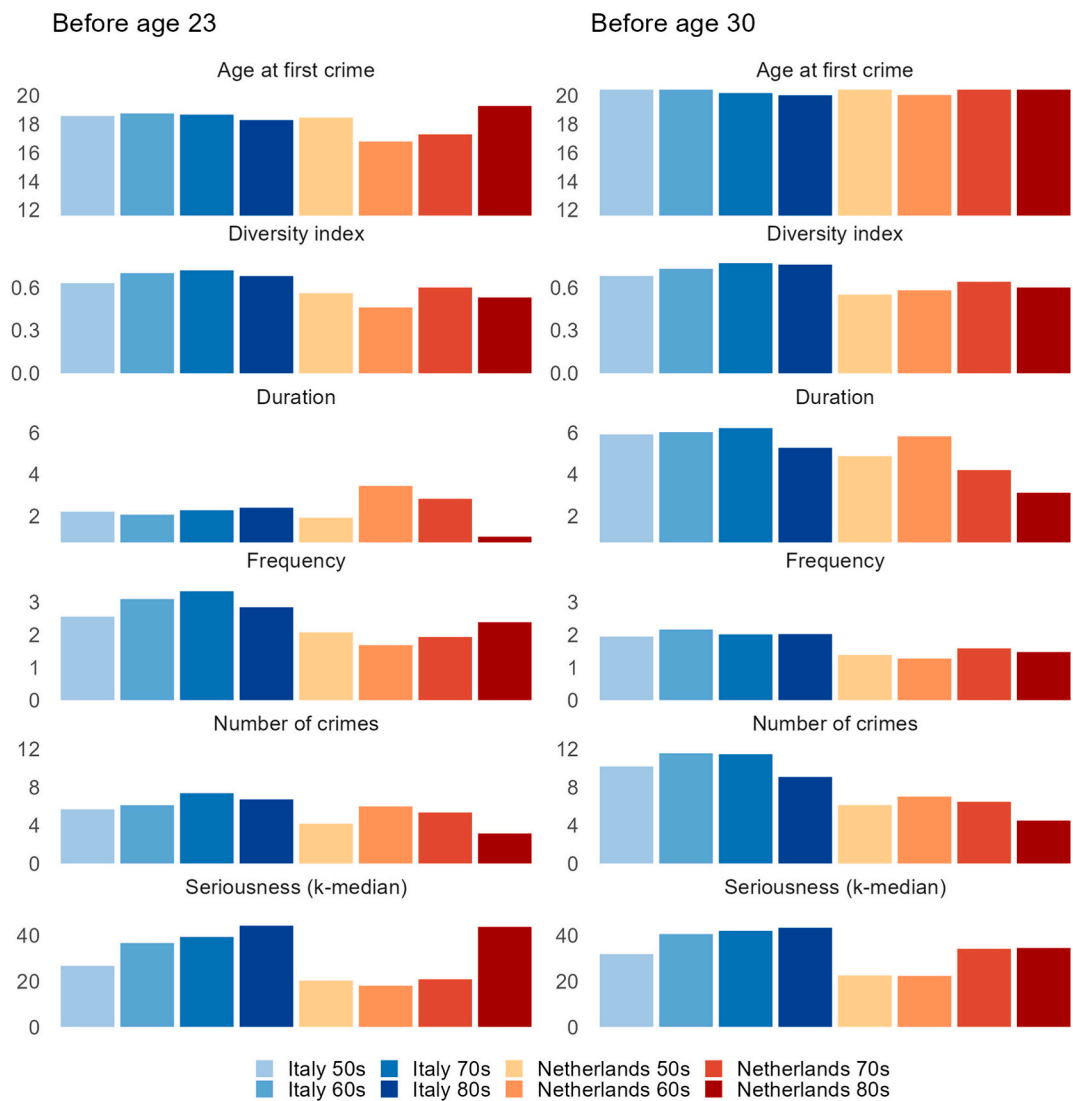 Before age 23
Before age 30
Age at first crime
Age at first crime
20
18
16
14
12
20
18
16
14
12
Diversity index
Diversity index
0.6
0.3
0.0
0.6
0.3
0.0
Duration
Duration
6
4
2
6
4
2
Frequency
Frequency
3
2
1
0
3
2
1
0
Number of crimes
Number of crimes
12
8
4
0
12
8
4
0
Seriousness (k-median)
Seriousness (k-median)
40
20
0
40
20
0
Italy 50s Italy 70s Netherlands 50s Netherlands 70s
Italy 60s Italy 80s Netherlands 60s Netherlands 80s